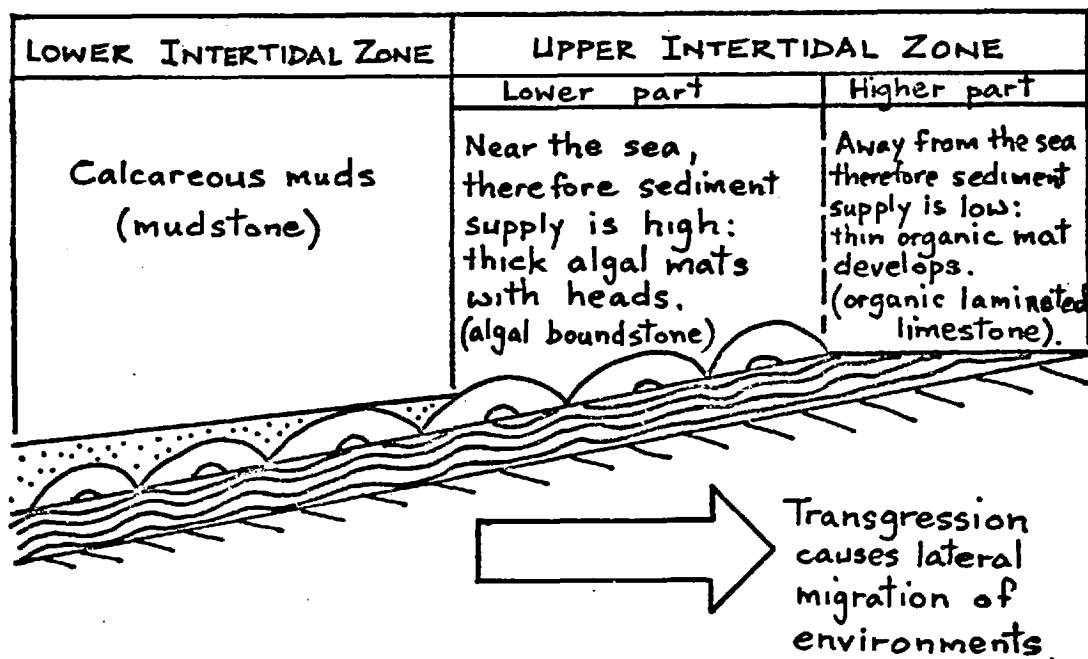 LOWER INTERTIDAL ZONE
UPPER INTERTIDAL ZONE
Lower part
Higher part
Calcareous muds
(mudstone)
Near the sea,
therefore sediment
supply is high:
thick algal mats
with heads.
(algal boundstone)
Away from the sea
therefore sediment
supply is low:
thin organic mat
develops.
(organic laminated
limestone).
Transgression
causes lateral
migration of
environments.